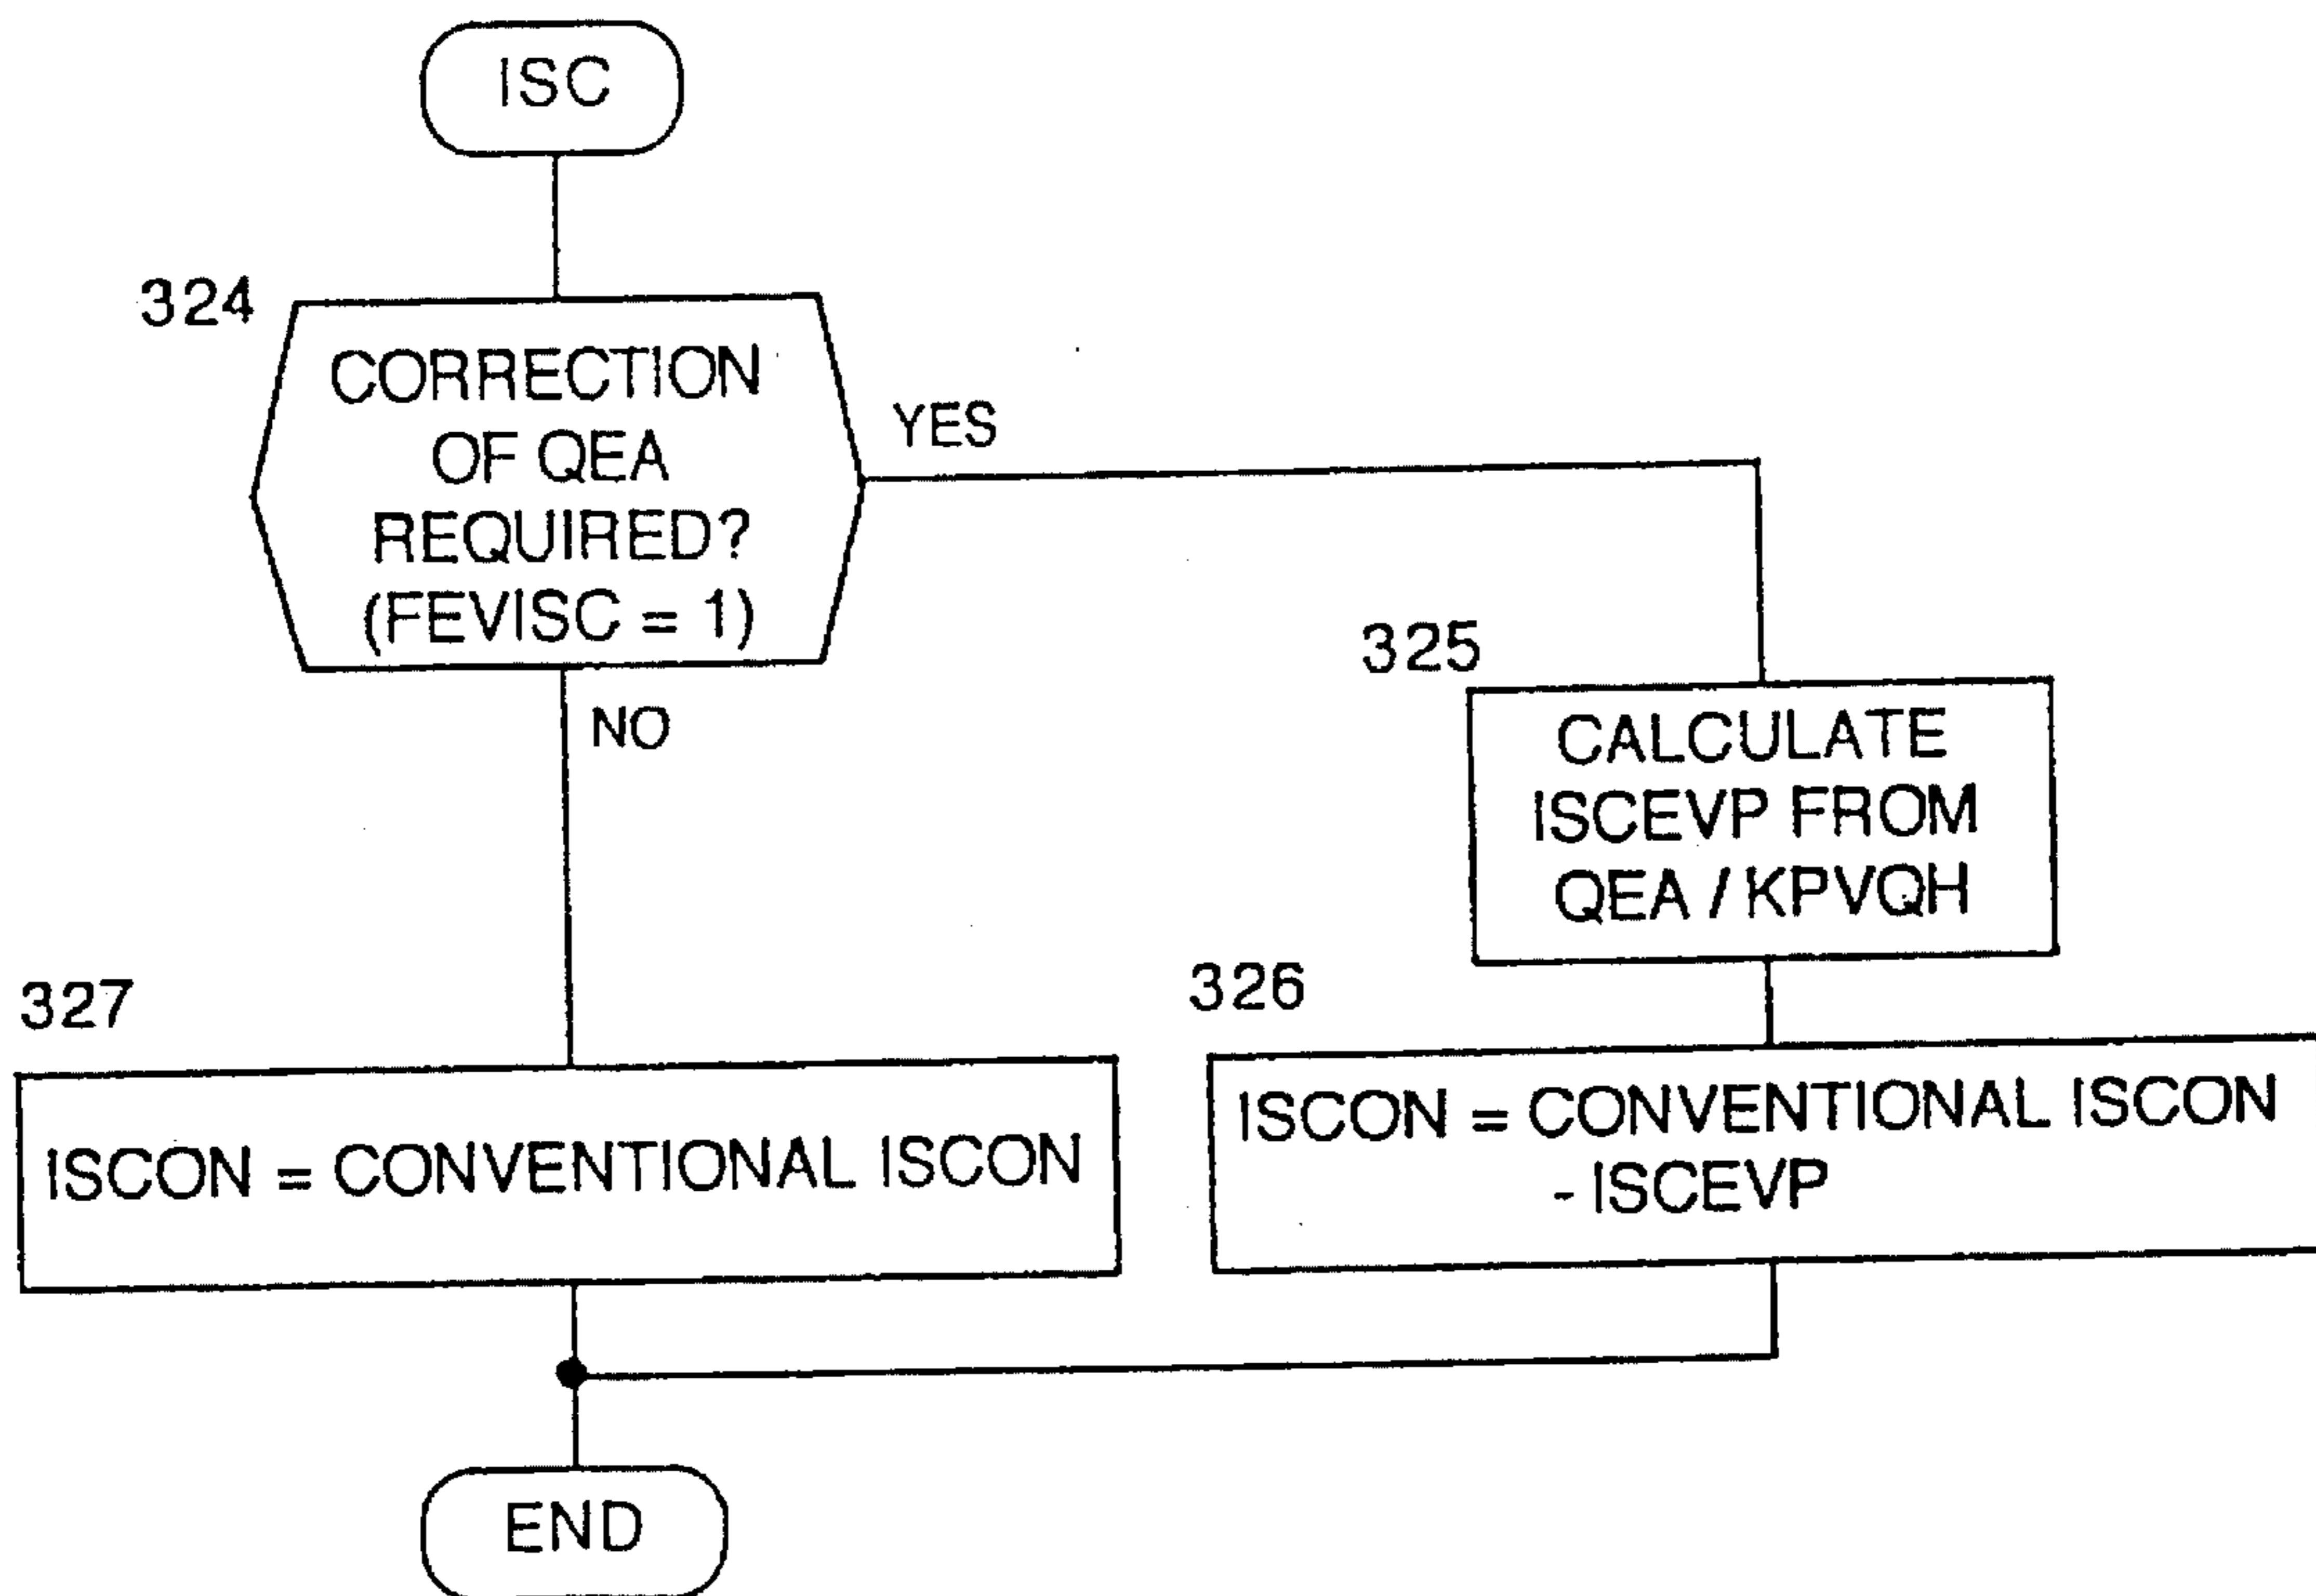 ISC
324
CORRECTION
OF QEA
REQUIRED?
(FEVISC = 1)
YES
NO
325
CALCULATE
ISCEVP FROM
QEA / KPVQH
327
ISCON = CONVENTIONAL ISCON
326
ISCON = CONVENTIONAL ISCON
- ISCEVP
END